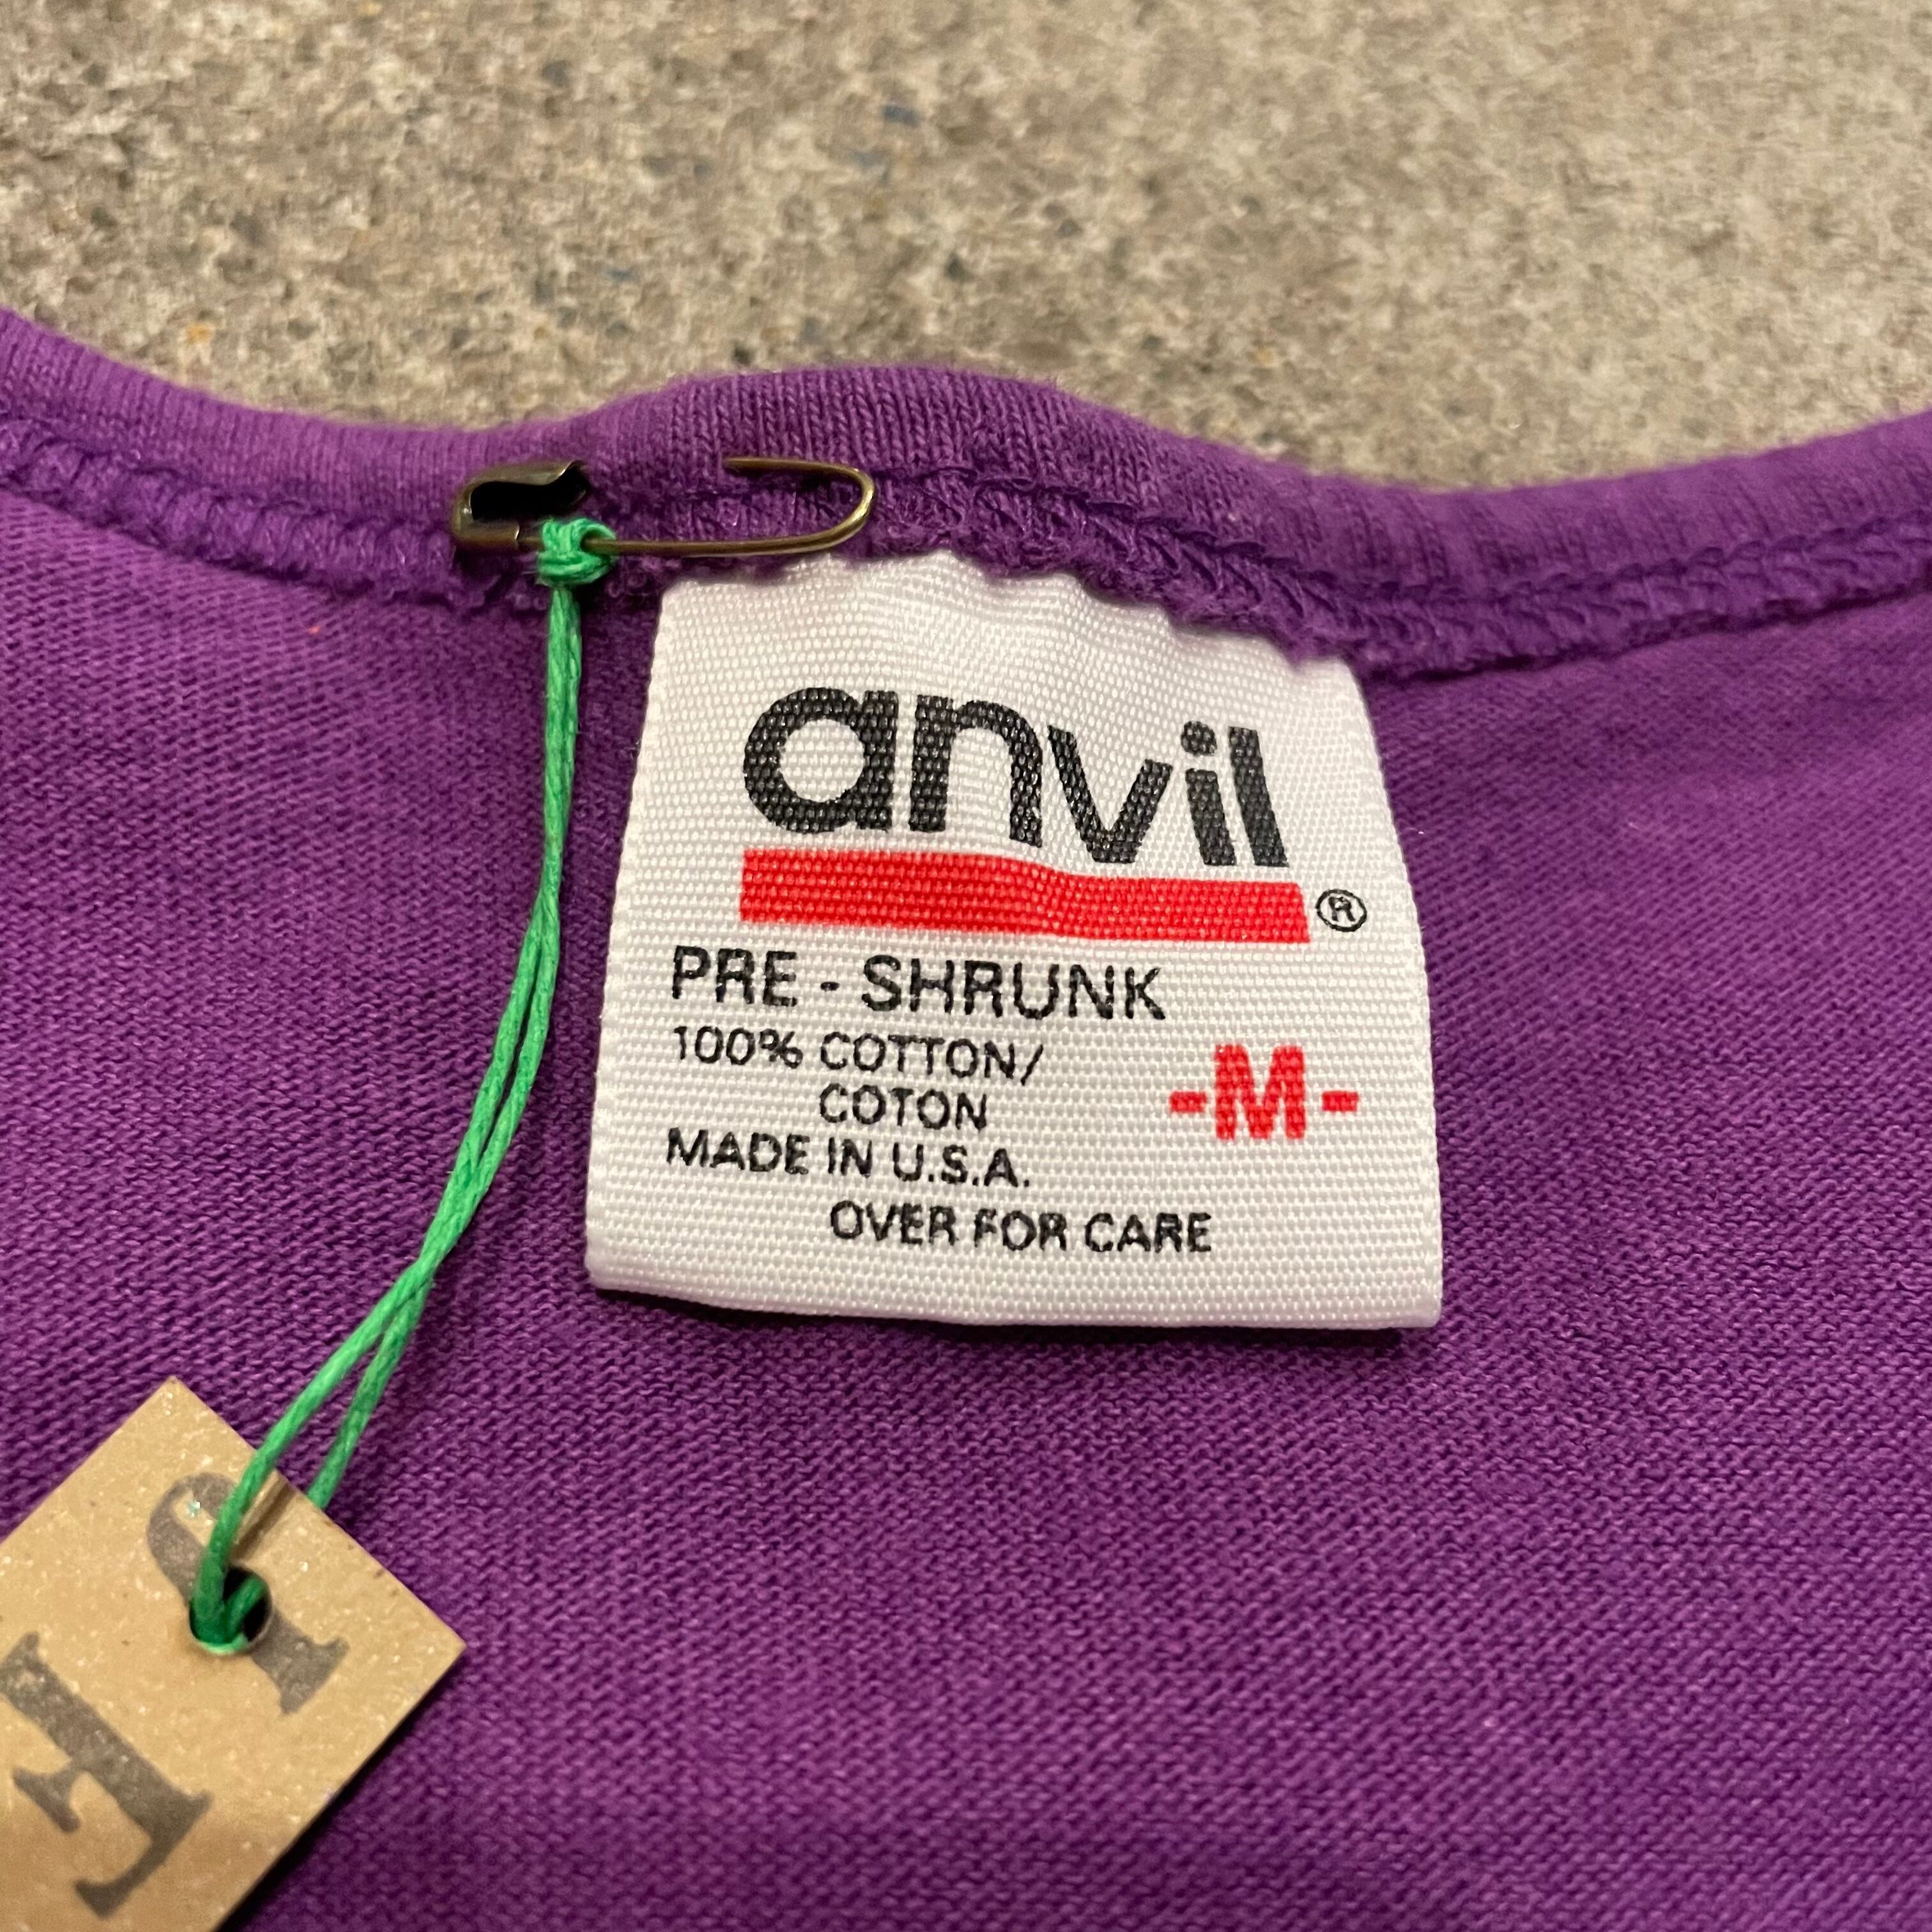 anvil
®
PRE - SHRUNK
100% COTTON/
COTON
-M-
MADE IN U.S.A.
OVER FOR CARE